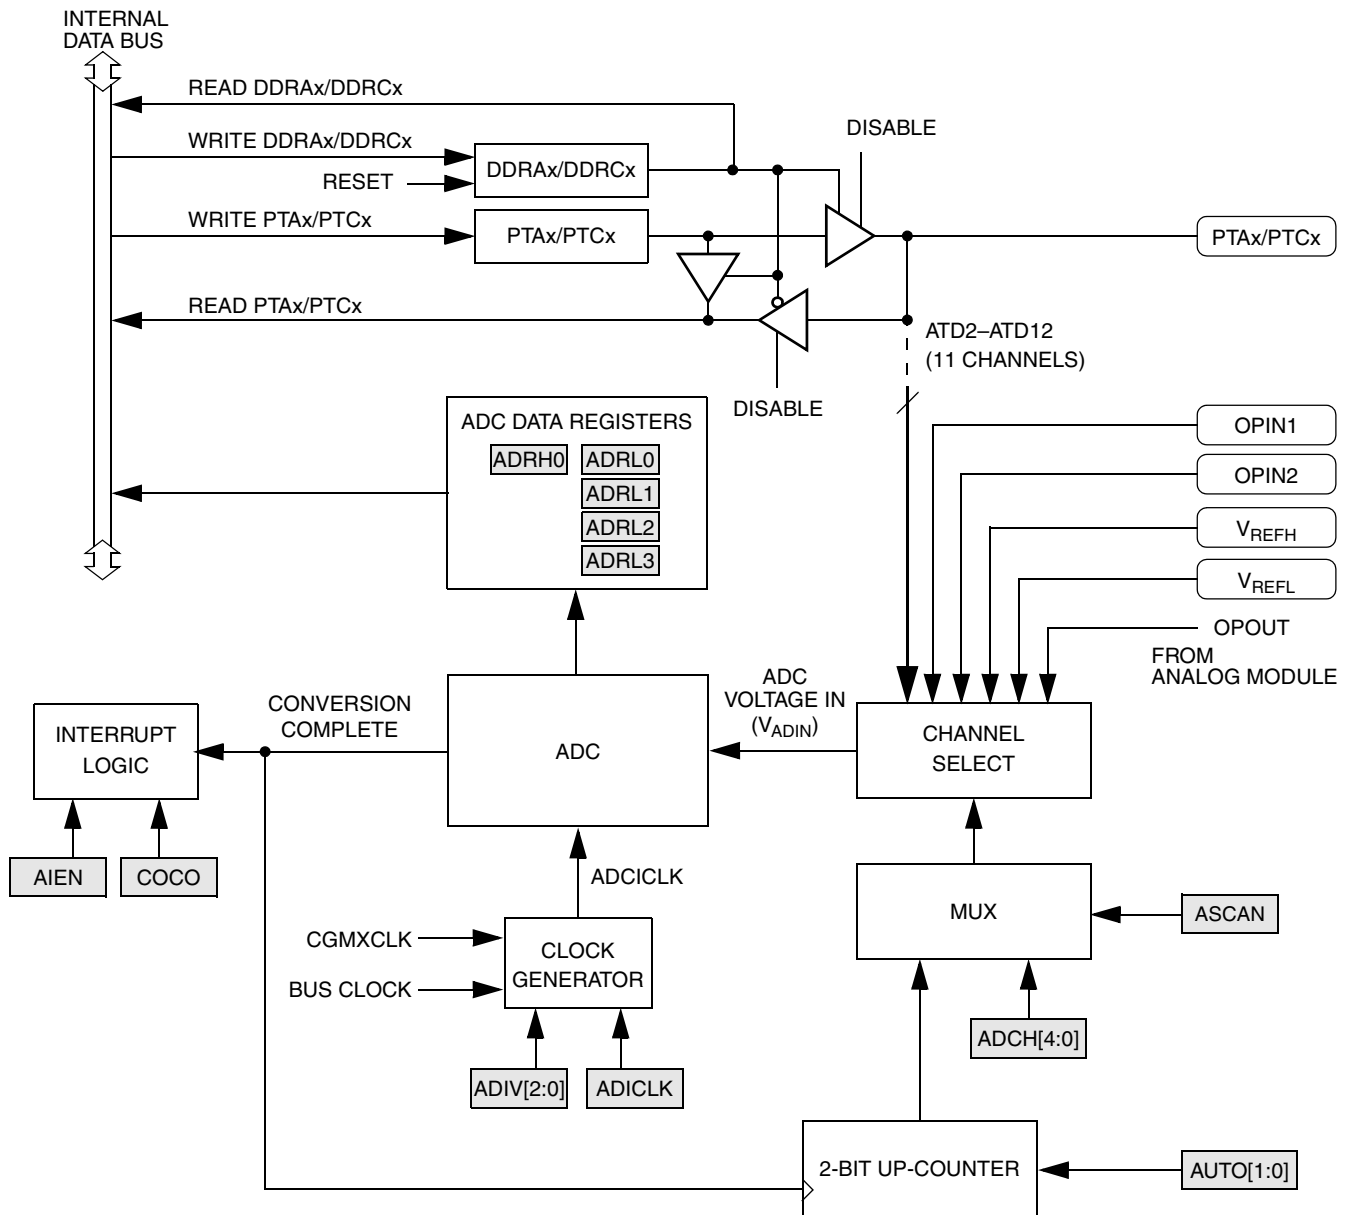 INTERNAL
DATA BUS
READ DDRAx/DDRCx
WRITE DDRAx/DDRCx
RESET
DDRAx/DDRCx
DISABLE
WRITE PTAx/PTCx
PTAx/PTCx
PTAx/PTCx
READ PTAx/PTCx
DISABLE
ATD2–ATD12
(11 CHANNELS)
ADC DATA REGISTERS
ADRH0 ADRL0
ADRL1
ADRL2
ADRL3
OPIN1
OPIN2
VREFH
VREFL
OPOUT
FROM
ANALOG MODULE
INTERRUPT
LOGIC
CONVERSION
COMPLETE
ADC
ADC
VOLTAGE IN
(VADIN)
CHANNEL
SELECT
AIEN
COCO
ADCICLK
MUX
ASCAN
CGMXCLK
BUS CLOCK
CLOCK
GENERATOR
ADCH[4:0]
ADIV[2:0]
ADICLK
2-BIT UP-COUNTER
AUTO[1:0]